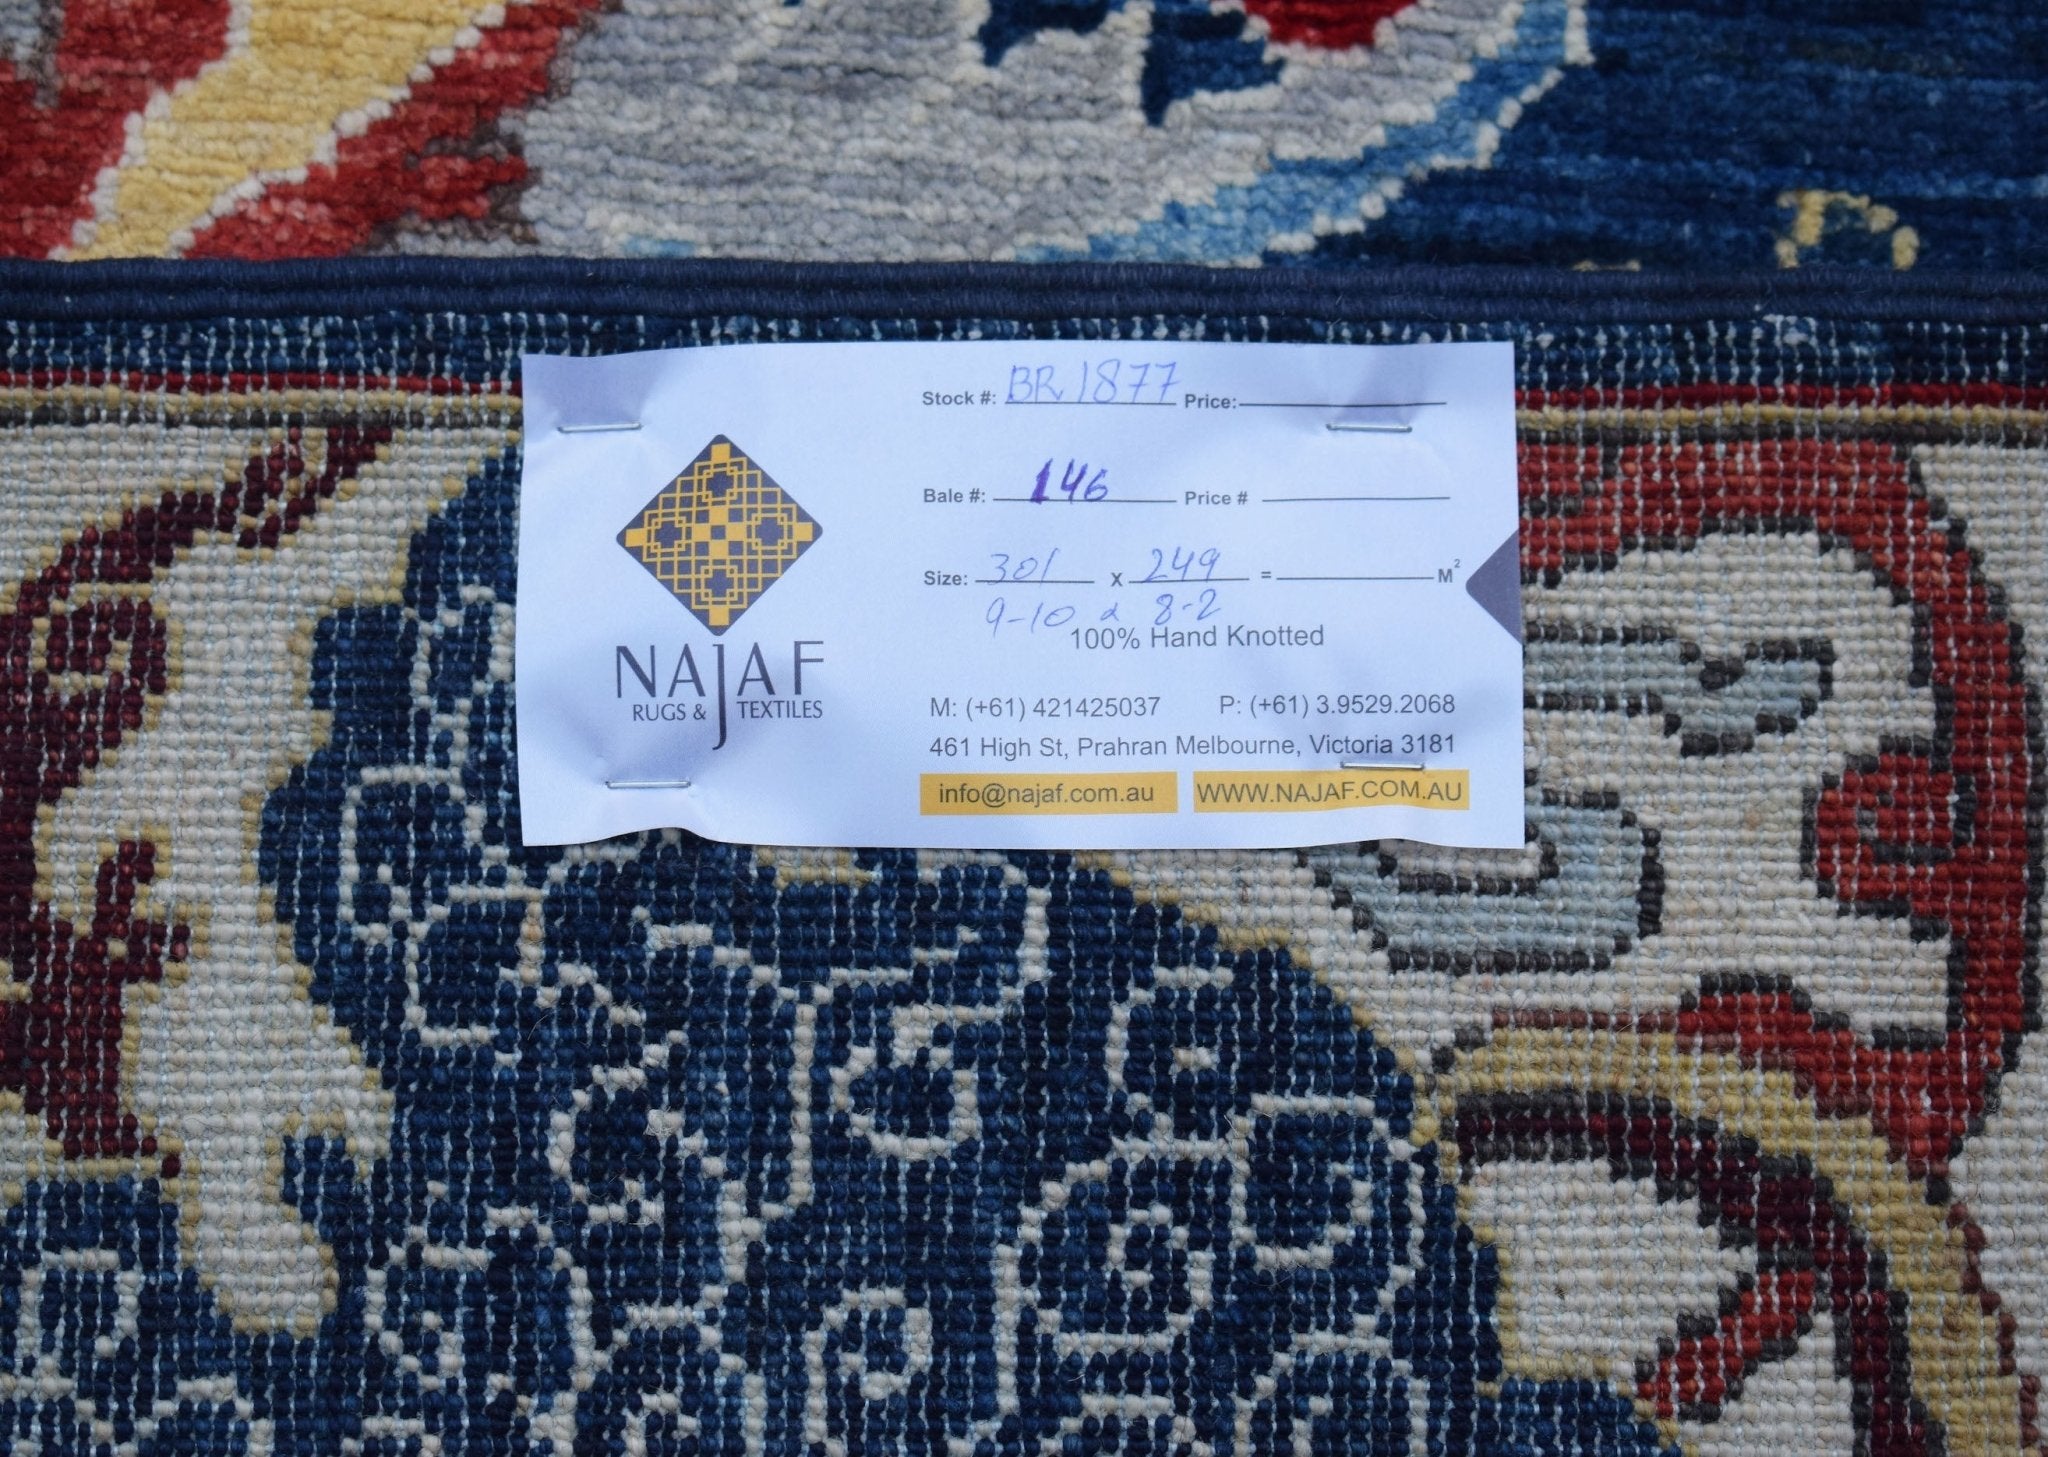 Stock #: BR1877 Price:
Bale #: 146 Price #
Size: 301 X 249 = M²
9-10 x 8-2
100% Hand Knotted
NAJAF
RUGS & TEXTILES
M: (+61) 421425037 P: (+61) 3.9529.2068
461 High St, Prahran Melbourne, Victoria 3181
info@najaf.com.au WWW.NAJAF.COM.AU